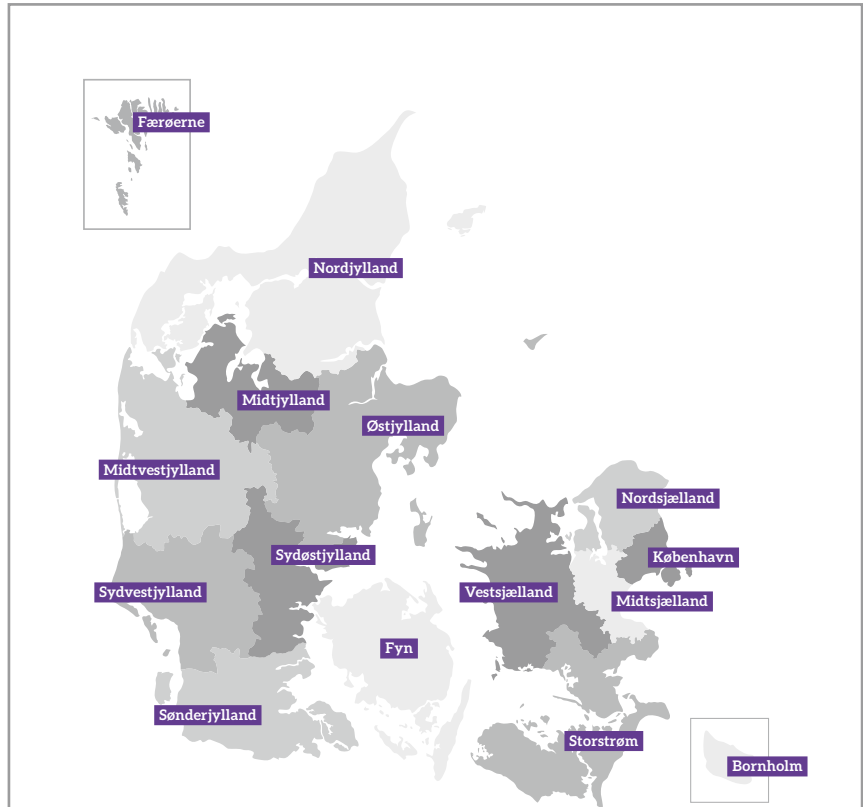 Færøerne
Nordjylland
Midtjylland
Østjylland
Midtvestjylland
Nordsjælland
Sydøstjylland
København
Sydvestjylland
Vestsjælland
Midtsjælland
Fyn
Sønderjylland
Storstrøm
Bornholm